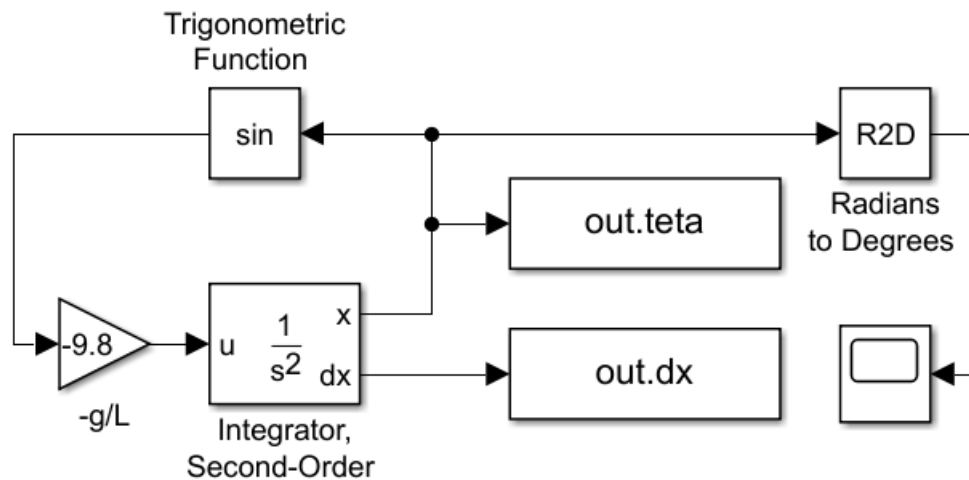 Trigonometric
Function
sin
R2D
Radians
to Degrees
out.teta
-9.8
-g/L
u
1
s2
x
dx
Integrator,
Second-Order
out.dx